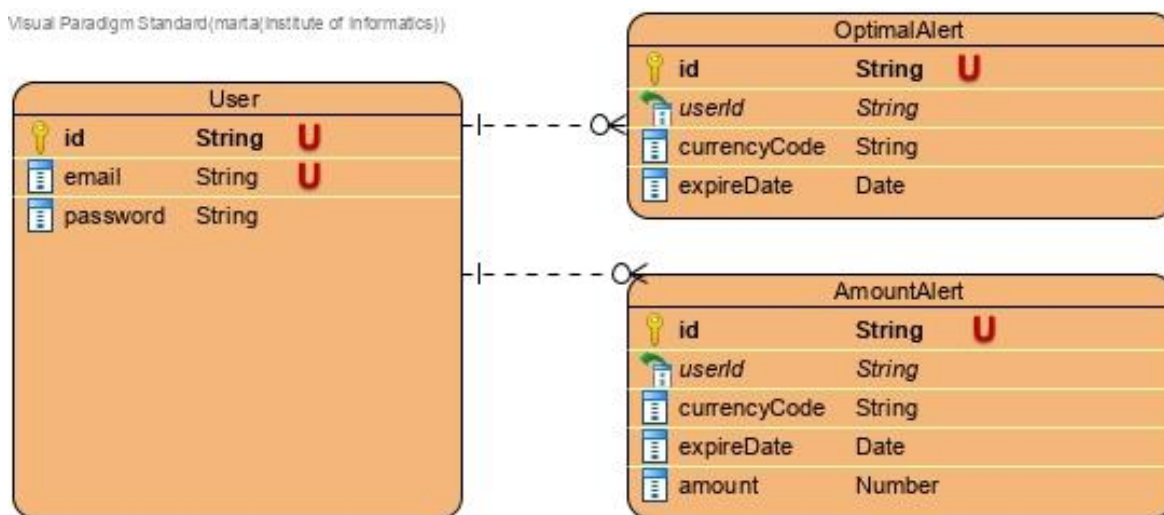 Visual Paradigm Standard(marta(Institute of Informatics))
User
id String U
email String U
password String
OptimalAlert
id String U
userId String
currencyCode String
expireDate Date
AmountAlert
id String U
userId String
currencyCode String
expireDate Date
amount Number